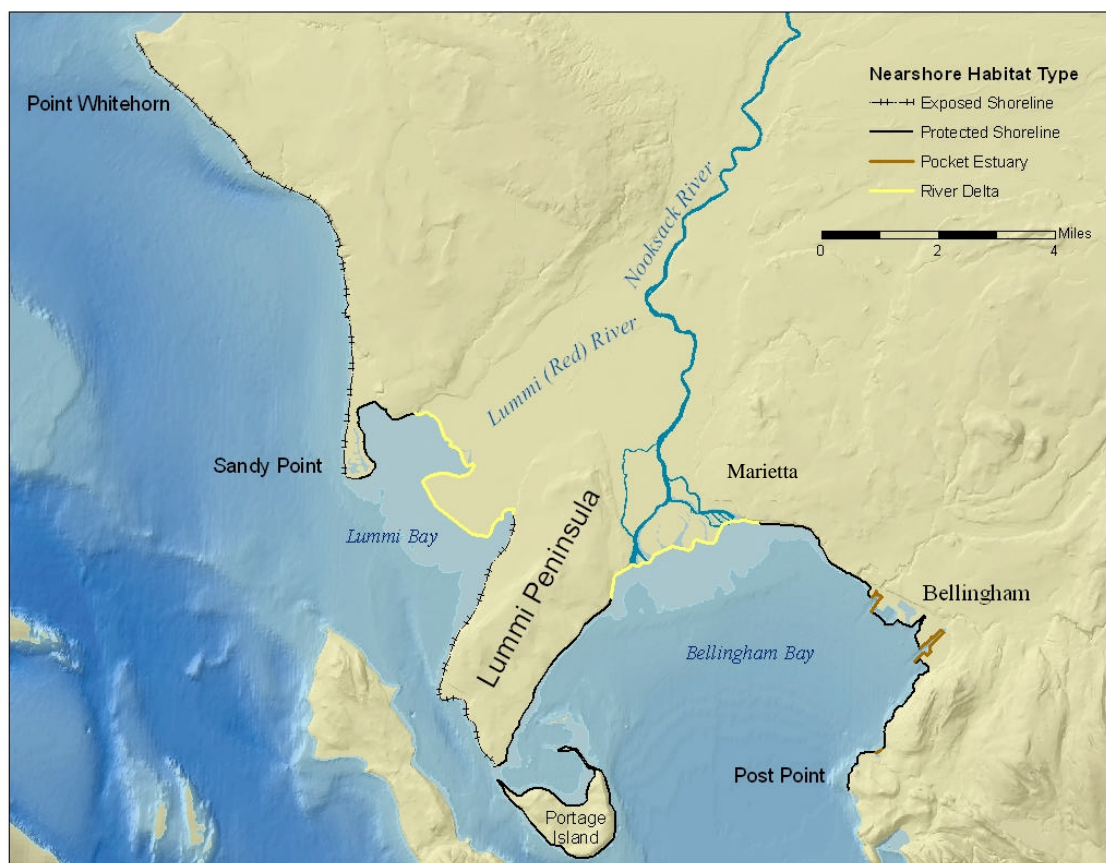 Nearshore Habitat Type
Exposed Shoreline
Protected Shoreline
Pocket Estuary
River Delta
Miles
0 2 4
Point Whitehorn
Nooksack River
Lummi (Red) River
Sandy Point
Marietta
Lummi Bay
Lummi Peninsula
Bellingham
Bellingham Bay
Post Point
Portage
Island